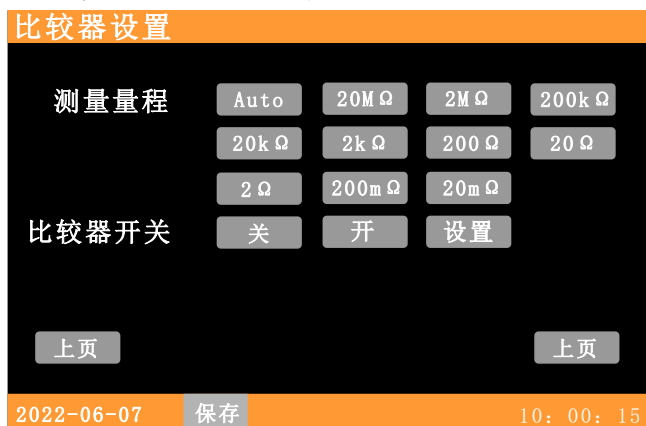 比较器设置
测量量程 Auto 20MΩ 2MΩ 200kΩ
20kΩ 2kΩ 200Ω 20Ω
2Ω 200mΩ 20mΩ
比较器开关 关 开 设置
上页 上页
2022-06-07 保存 10: 00: 15